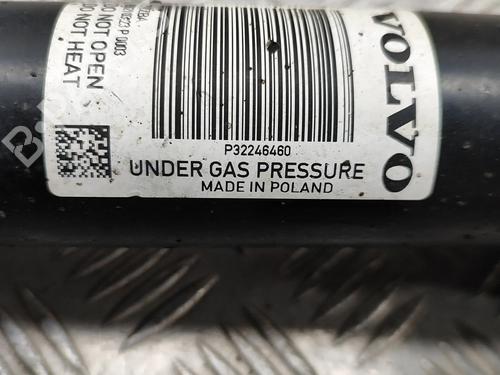 P32246460
UNDER GAS PRESSURE
MADE IN POLAND
VOLVO
DO NOT OPEN
DO NOT HEAT